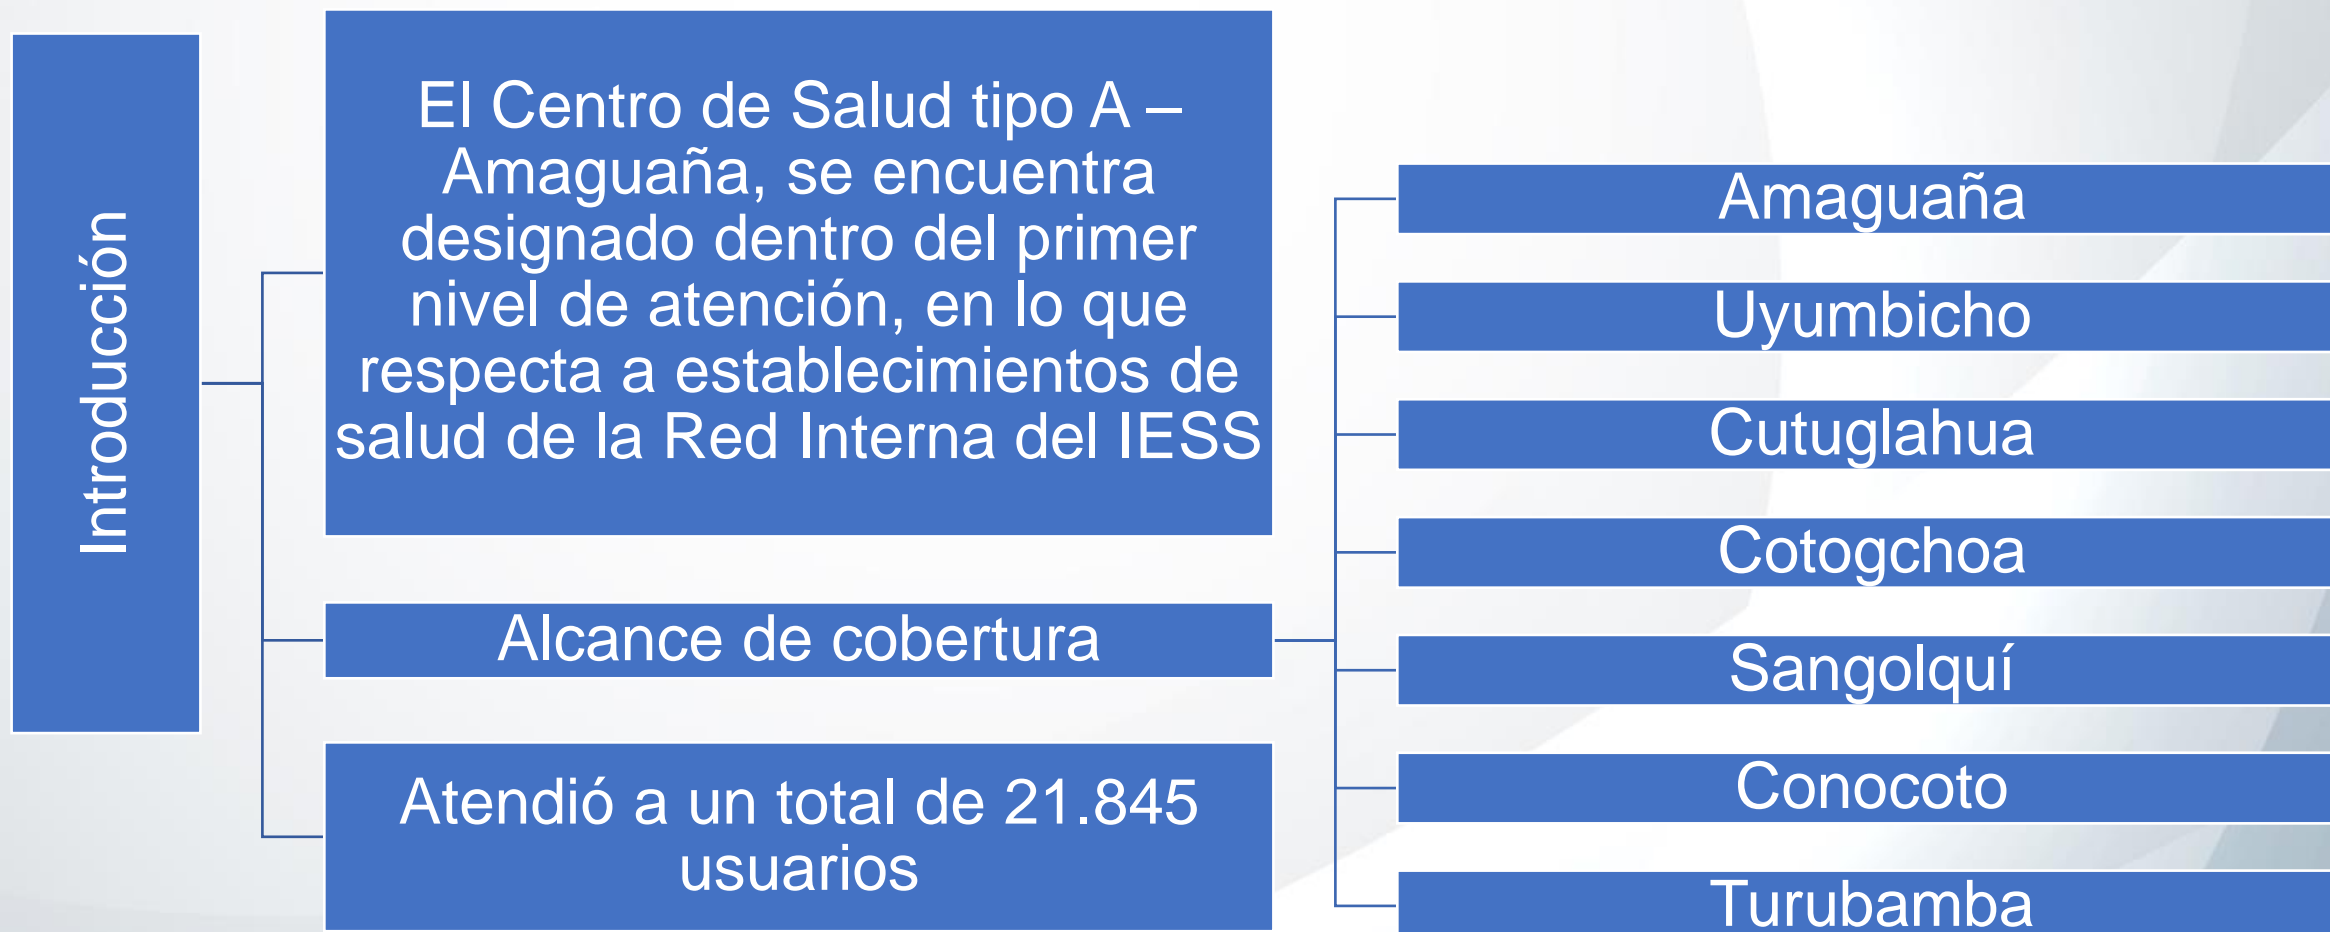 Introducción
El Centro de Salud tipo A –
Amaguaña, se encuentra
designado dentro del primer
nivel de atención, en lo que
respecta a establecimientos de
salud de la Red Interna del IESS
Alcance de cobertura
Amaguaña
Uyumbicho
Cutuglahua
Cotogchoa
Sangolquí
Conocoto
Turubamba
Atendió a un total de 21.845
usuarios